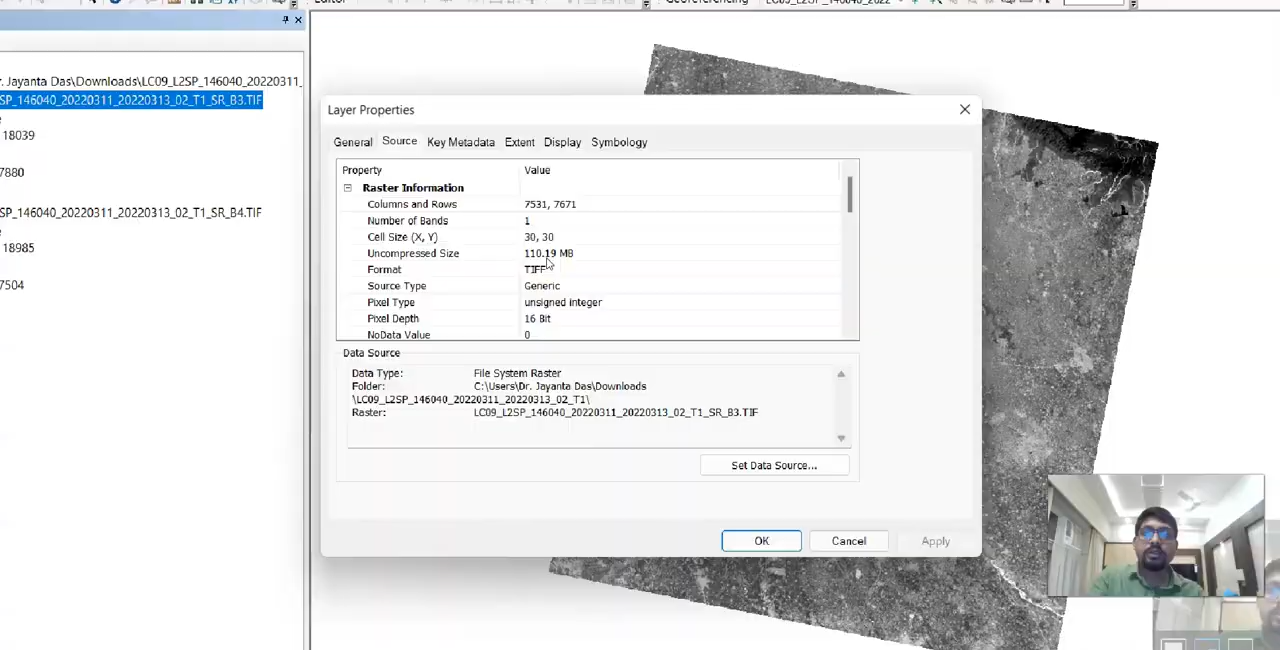 Editor
Georeferencing
LC09_L2SP_146040_2022
r. Jayanta Das\Downloads\LC09_L2SP_146040_20220311_
SP_146040_20220311_20220313_02_T1_SR_B3.TIF
e
18039
7880
SP_146040_20220311_20220313_02_T1_SR_B4.TIF
e
18985
7504
Layer Properties
General Source Key Metadata Extent Display Symbology
Property Value
Raster Information
Columns and Rows 7531, 7671
Number of Bands 1
Cell Size (X, Y) 30, 30
Uncompressed Size 110.19 MB
Format TIFF
Source Type Generic
Pixel Type unsigned integer
Pixel Depth 16 Bit
NoData Value 0
Data Source
Data Type: File System Raster
Folder: C:\Users\Dr. Jayanta Das\Downloads
\LC09_L2SP_146040_20220311_20220313_02_T1\
Raster: LC09_L2SP_146040_20220311_20220313_02_T1_SR_B3.TIF
Set Data Source...
OK Cancel Apply